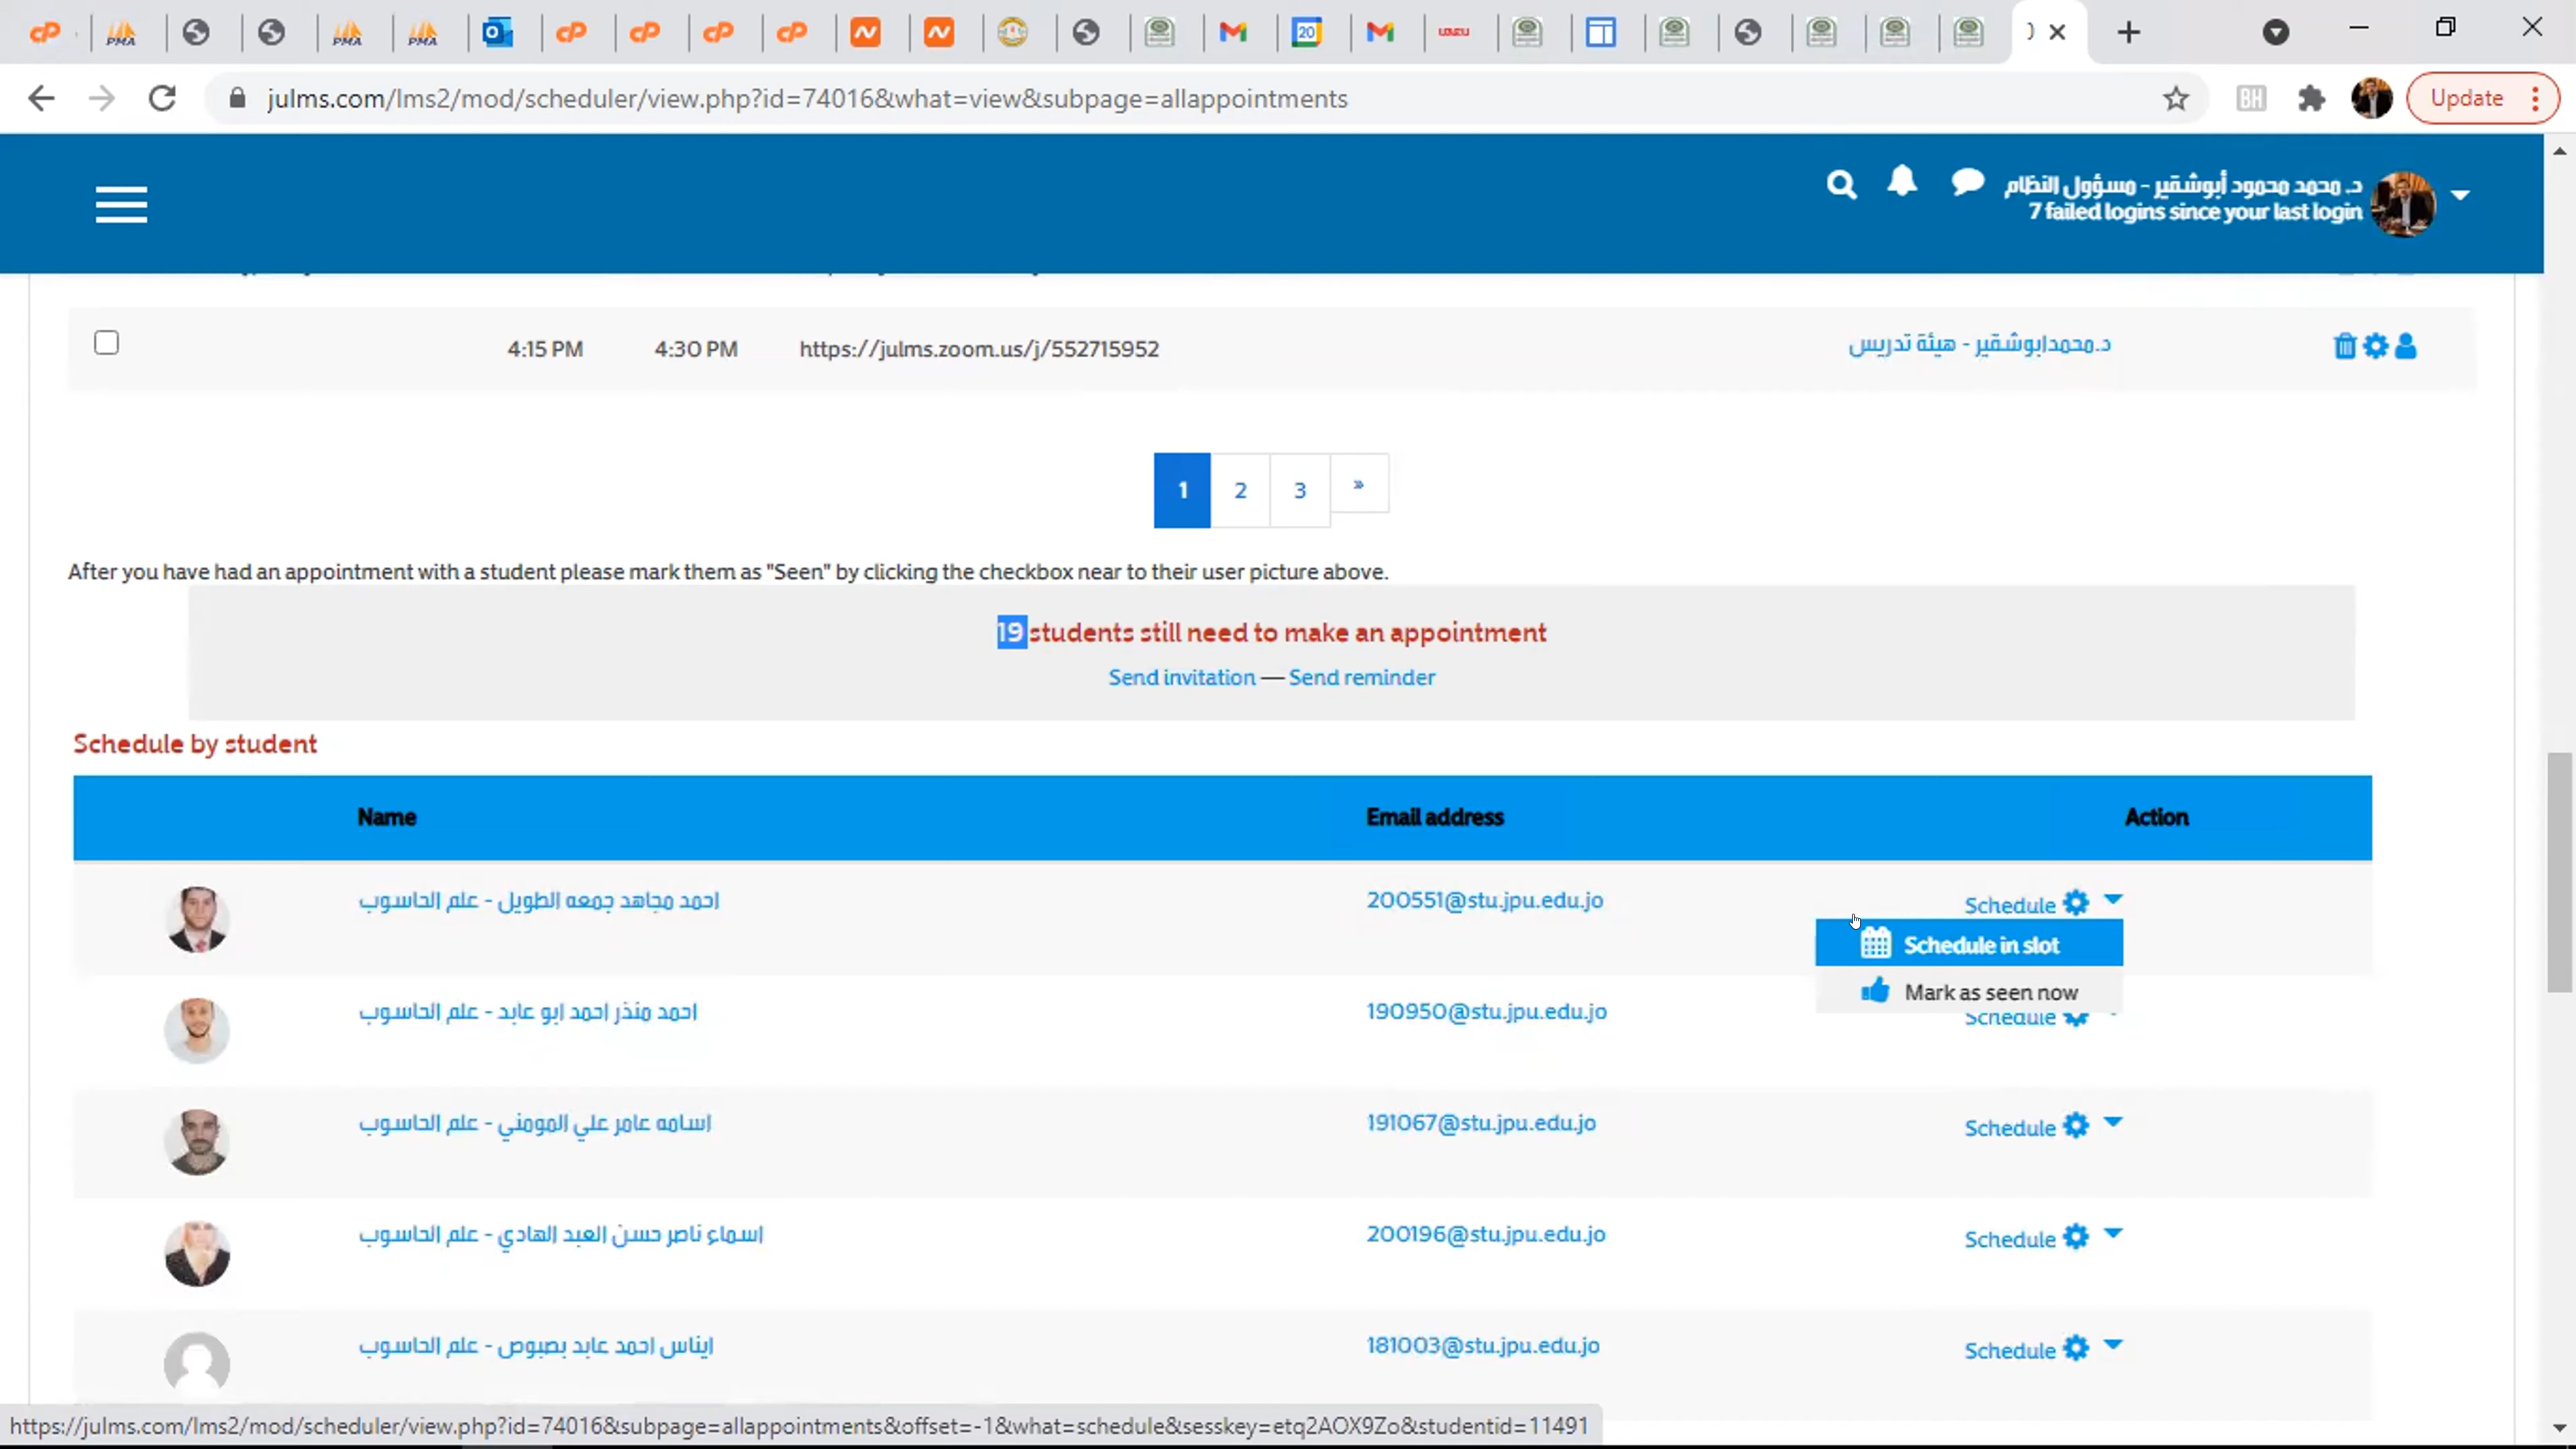 julms.com/lms2/mod/scheduler/view.php?id=74016&what=view&subpage=allappointments
BH
Update
د. محمد محمود أبوشقير - مسؤول النظام
7 failed logins since your last login
4:15 PM 4:30 PM https://julms.zoom.us/j/552715952 د.محمدابوشقير - هيئة تدريس
1 2 3 »
After you have had an appointment with a student please mark them as "Seen" by clicking the checkbox near to their user picture above.
19 students still need to make an appointment
Send invitation — Send reminder
Schedule by student
Name Email address Action
احمد مجاهد جمعه الطويل - علم الحاسوب 200551@stu.jpu.edu.jo Schedule
Schedule in slot
Mark as seen now
احمد منذر احمد ابو عابد - علم الحاسوب 190950@stu.jpu.edu.jo Schedule
اسامه عامر علي المومني - علم الحاسوب 191067@stu.jpu.edu.jo Schedule
اسماء ناصر حسن العبد الهادي - علم الحاسوب 200196@stu.jpu.edu.jo Schedule
ايناس احمد عابد بصبوص - علم الحاسوب 181003@stu.jpu.edu.jo Schedule
https://julms.com/lms2/mod/scheduler/view.php?id=74016&subpage=allappointments&offset=-1&what=schedule&sesskey=etq2AOX9Zo&studentid=11491